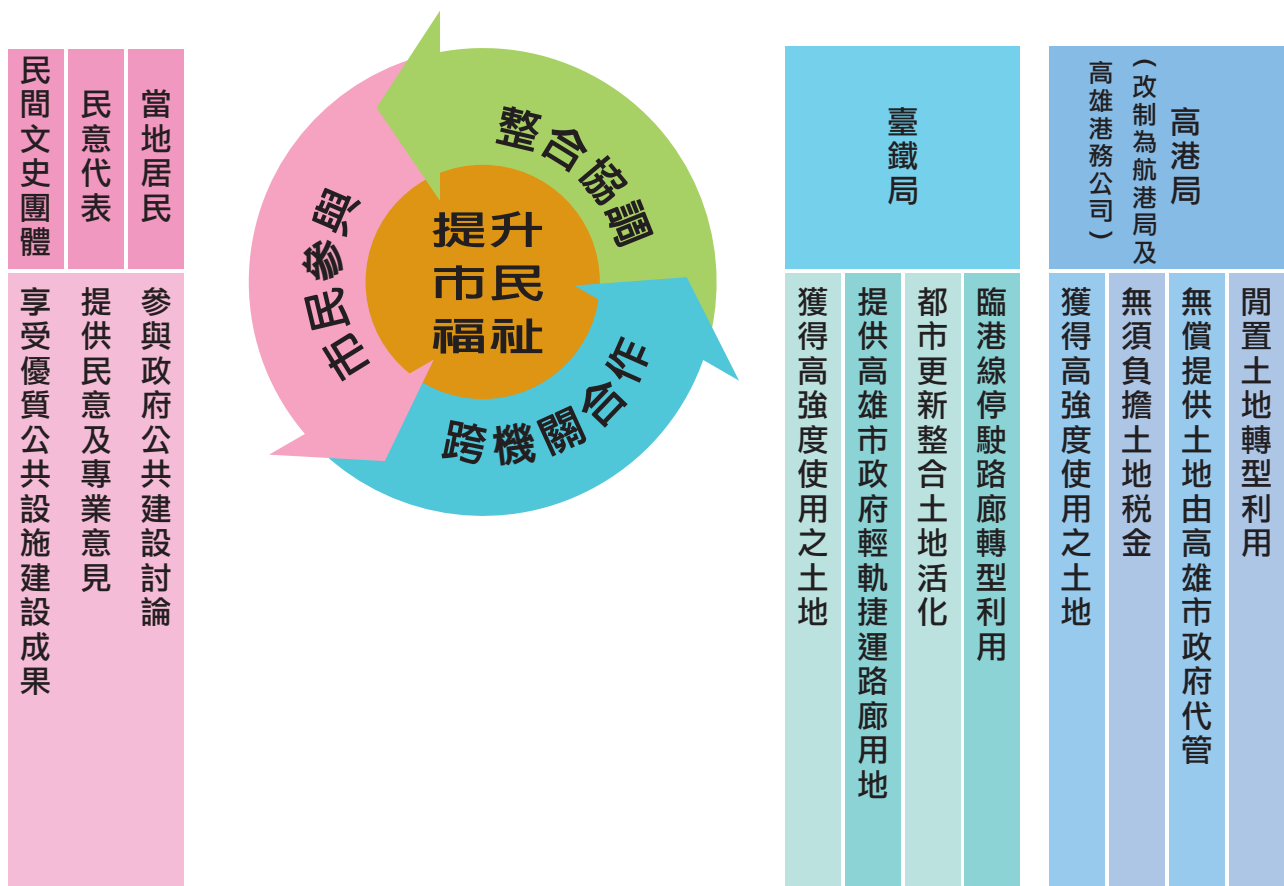 高港局
（改制為航港局及
高雄港務公司）
閒置土地轉型利用
無償提供土地由高雄市政府代管
無須負擔土地稅金
獲得高強度使用之土地
臺鐵局
臨港線停駛路廊轉型利用
都市更新整合土地活化
提供高雄市政府輕軌捷運路廊用地
獲得高強度使用之土地
整合協調
跨機關合作
市民參與
提升
市民
福祉
當地居民
參與政府公共建設討論
民意代表
提供民意及專業意見
民間文史團體
享受優質公共設施建設成果